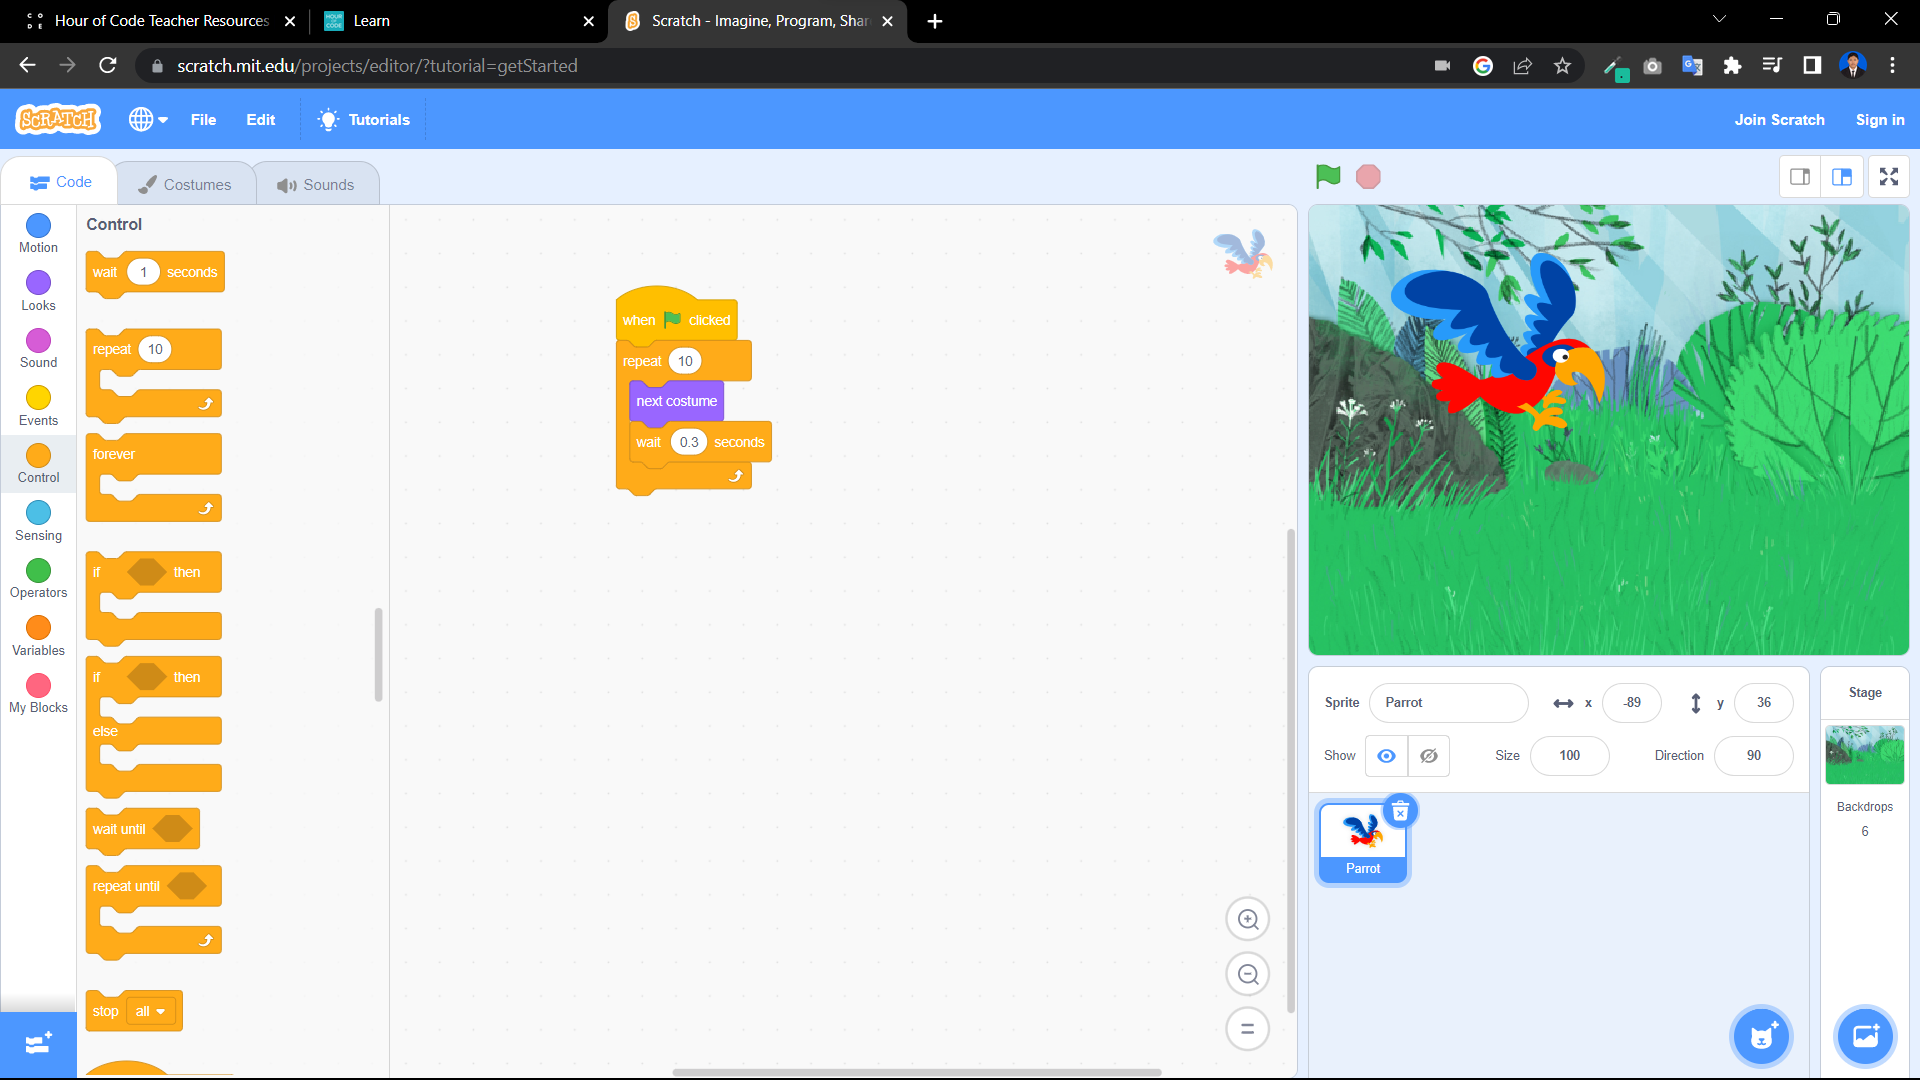 Hour of Code Teacher Resources
Learn
Scratch - Imagine, Program, Shar
scratch.mit.edu/projects/editor/?tutorial=getStarted
SCRATCH
File
Edit
Tutorials
Join Scratch
Sign in
Code
Costumes
Sounds
Motion
Looks
Sound
Events
Control
Sensing
Operators
Variables
My Blocks
Control
wait 1 seconds
repeat 10
forever
if then
if then
else
wait until
repeat until
stop all
when clicked
repeat 10
next costume
wait 0.3 seconds
Sprite Parrot x -89 y 36
Show Size 100 Direction 90
Parrot
Stage
Backdrops
6